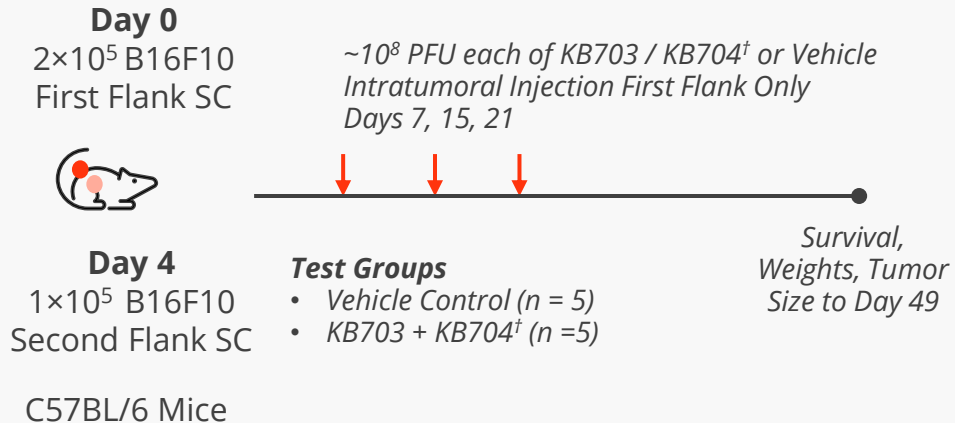 Day 0
2×10⁵ B16F10
First Flank SC
~10⁸ PFU each of KB703 / KB704† or Vehicle
Intratumoral Injection First Flank Only
Days 7, 15, 21
Day 4
1×10⁵ B16F10
Second Flank SC
C57BL/6 Mice
Test Groups
• Vehicle Control (n = 5)
• KB703 + KB704† (n =5)
Survival,
Weights, Tumor
Size to Day 49